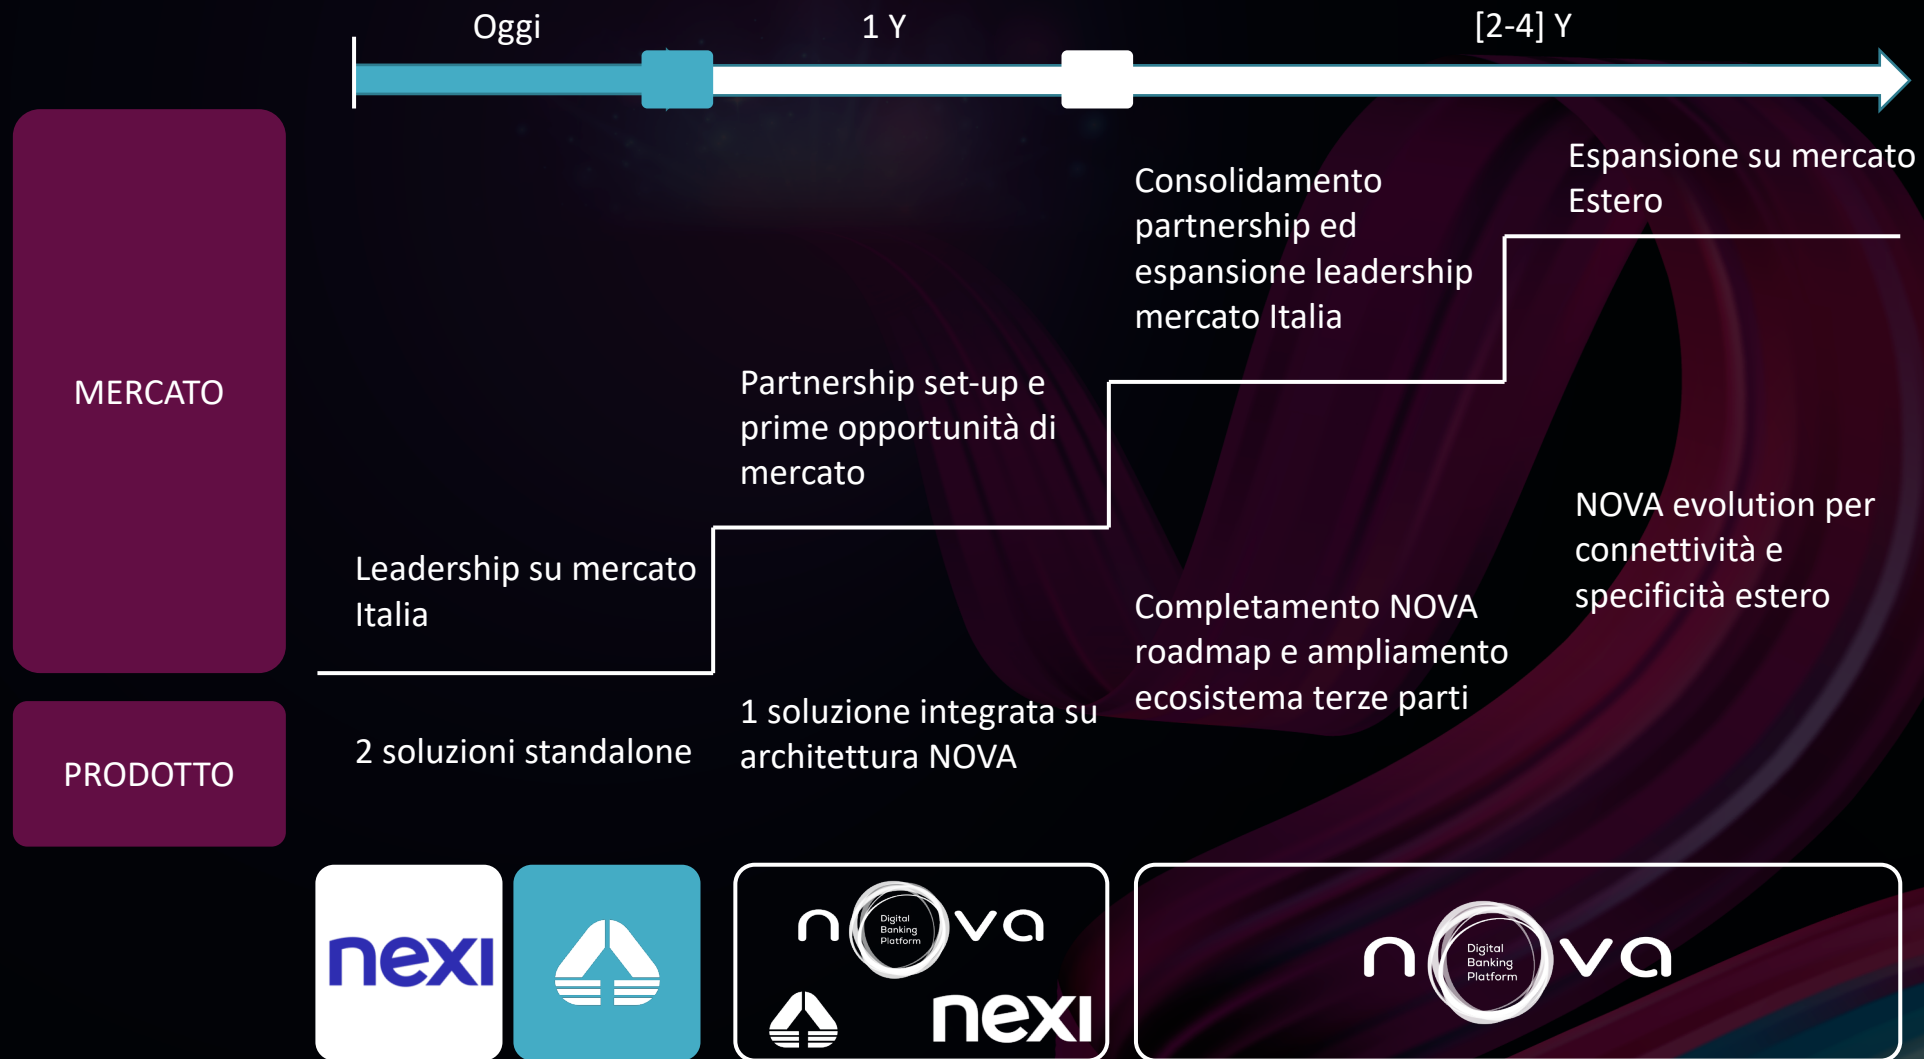 Oggi
1 Y
[2-4] Y
MERCATO
Leadership su mercato
Italia
Partnership set-up e
prime opportunità di
mercato
Consolidamento
partnership ed
espansione leadership
mercato Italia
Espansione su mercato
Estero
PRODOTTO
2 soluzioni standalone
1 soluzione integrata su
architettura NOVA
Completamento NOVA
roadmap e ampliamento
ecosistema terze parti
NOVA evolution per
connettività e
specificità estero
nexi
nova
Digital
Banking
Platform
nexi
nova
Digital
Banking
Platform